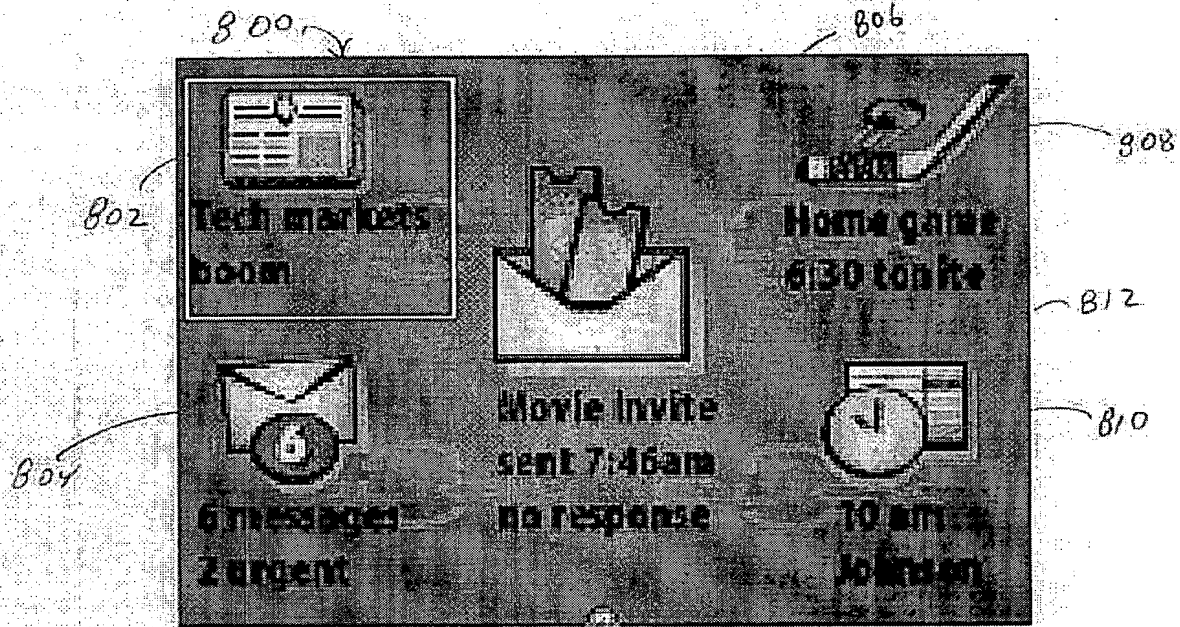 800
806
808
802
Tech markets
boom
Home game
6:30 tonite
812
Movie invite
sent 7:46am
no response
810
804
6
6 messages
2 urgent
10 am
Johnson